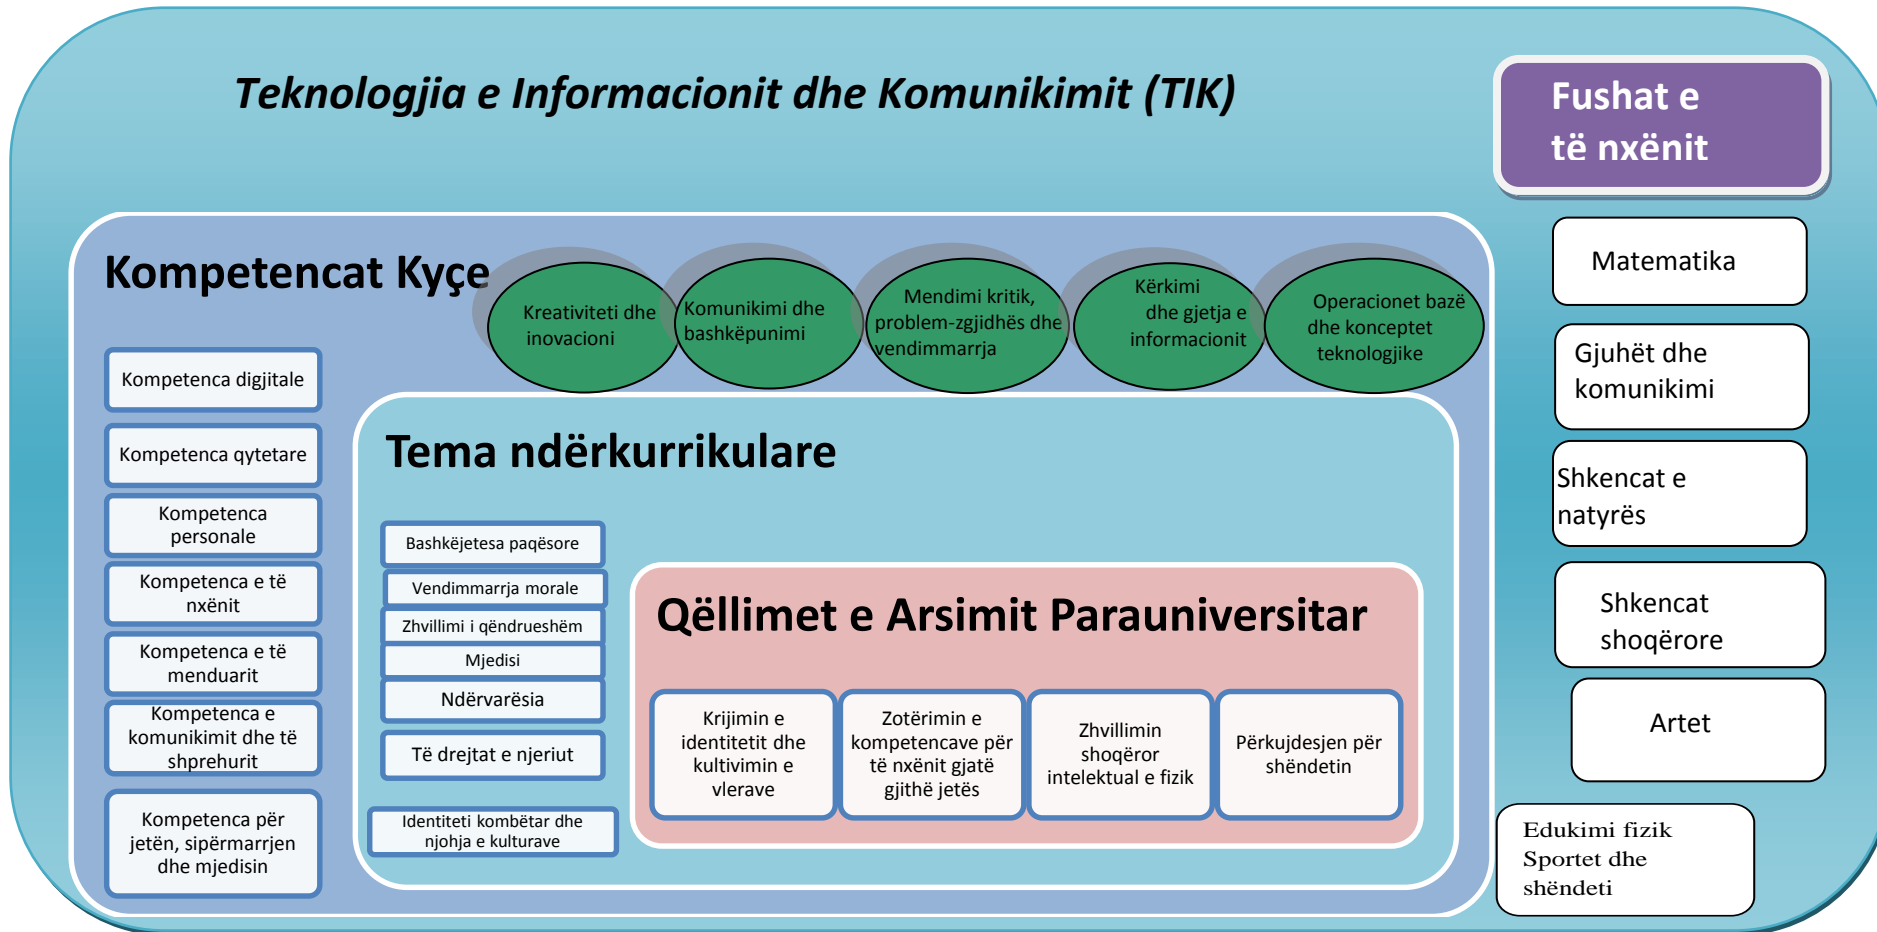 Teknologjia e Informacionit dhe Komunikimit (TIK)
Fushat e
të nxënit
Kompetencat Kyçe
Kreativiteti dhe
inovacioni
Komunikimi dhe
bashkëpunimi
Mendimi kritik,
problem-zgjidhës dhe
vendimmarrja
Kërkimi
dhe gjetja e
informacionit
Operacionet bazë
dhe konceptet
teknologjike
Kompetenca digjitale
Kompetenca qytetare
Kompetenca
personale
Kompetenca e të
nxënit
Kompetenca e të
menduarit
Kompetenca e
komunikimit dhe të
shprehurit
Kompetenca për
jetën, sipërmarrjen
dhe mjedisin
Tema ndërkurrikulare
Bashkëjetesa paqësore
Vendimmarrja morale
Zhvillimi i qëndrueshëm
Mjedisi
Ndërvarësia
Të drejtat e njeriut
Identiteti kombëtar dhe
njohja e kulturave
Qëllimet e Arsimit Parauniversitar
Krijimin e
identitetit dhe
kultivimin e
vlerave
Zotërimin e
kompetencave për
të nxënit gjatë
gjithë jetës
Zhvillimin
shoqëror
intelektual e fizik
Përkujdesjen për
shëndetin
Matematika
Gjuhët dhe
komunikimi
Shkencat e
natyrës
Shkencat
shoqërore
Artet
Edukimi fizik
Sportet dhe
shëndeti